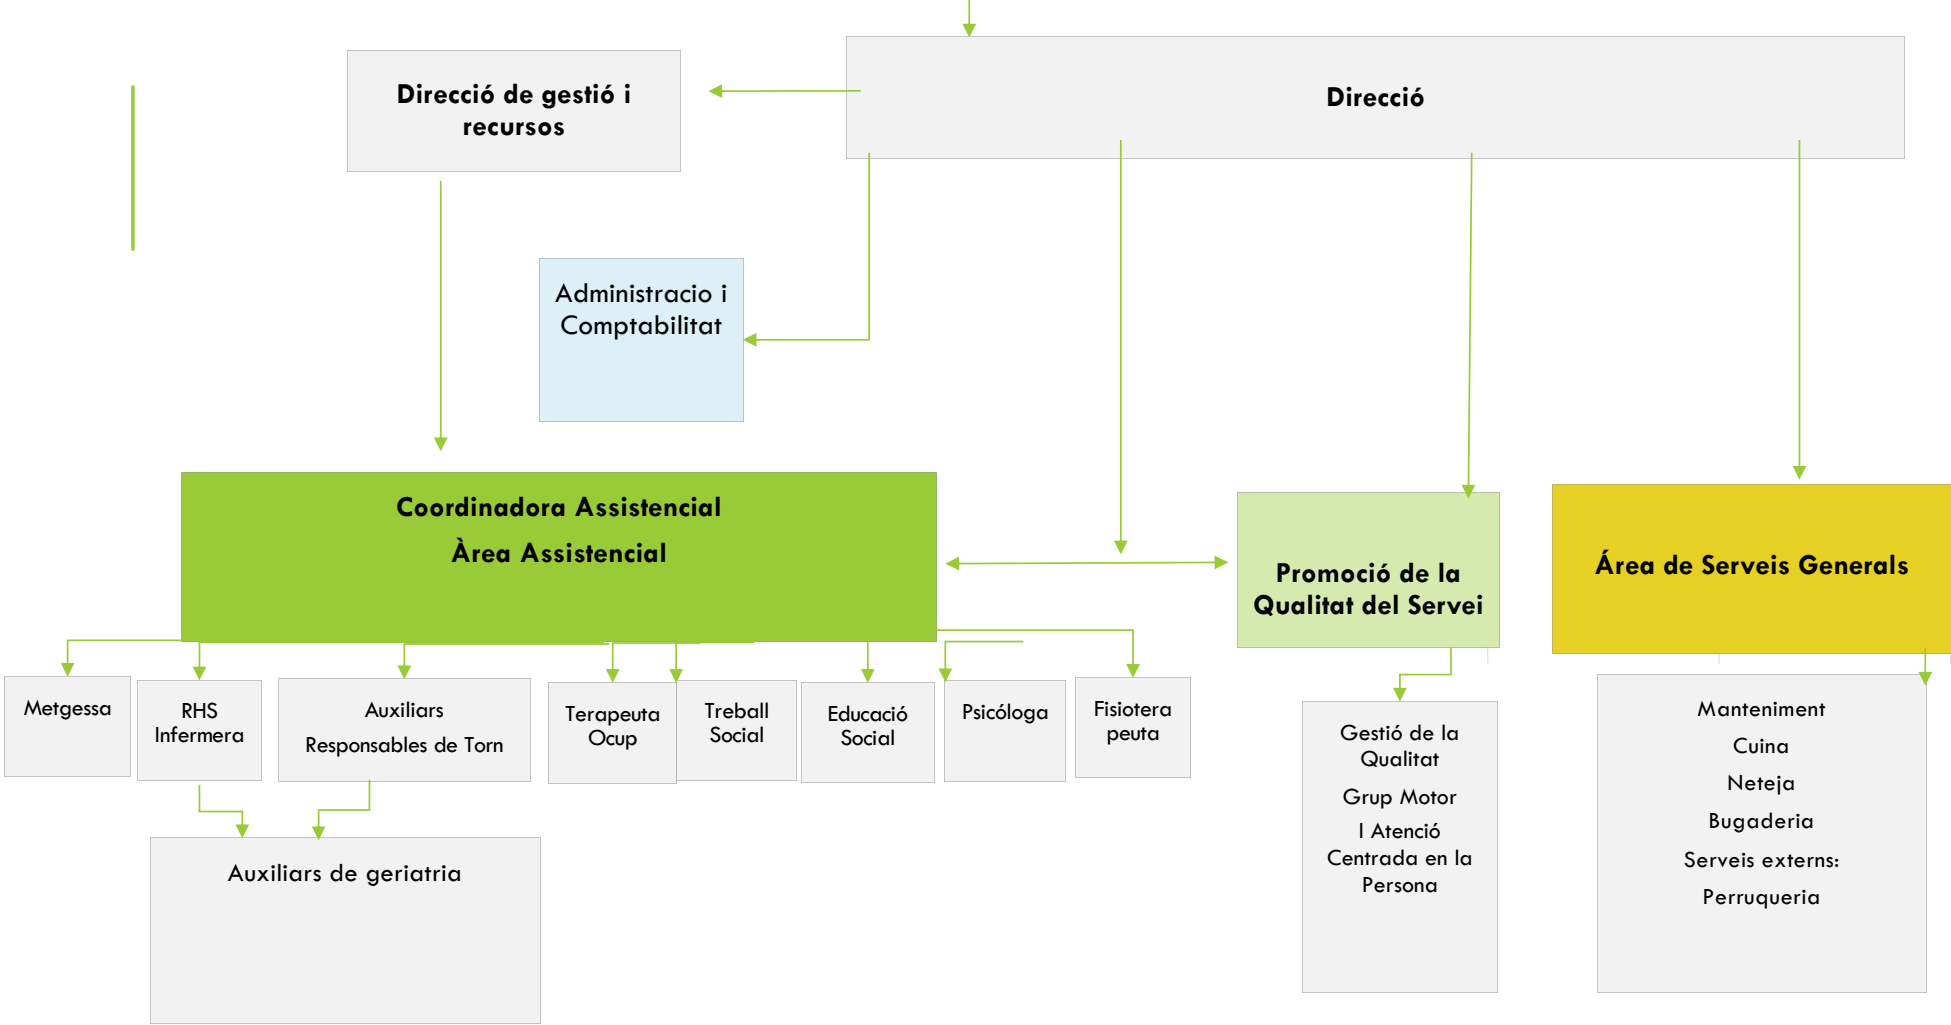 Direcció de gestió i
recursos
Direcció
Administracio i
Comptabilitat
Coordinadora Assistencial
Àrea Assistencial
Promoció de la
Qualitat del Servei
Área de Serveis Generals
Metgessa
RHS
Infermera
Auxiliars
Responsables de Torn
Terapeuta
Ocup
Treball
Social
Educació
Social
Psicóloga
Fisiotera
peuta
Gestió de la
Qualitat
Grup Motor
I Atenció
Centrada en la
Persona
Manteniment
Cuina
Neteja
Bugaderia
Serveis externs:
Perruqueria
Auxiliars de geriatria